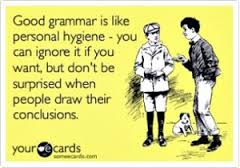 Good grammar is like
personal hygiene - you
can ignore it if you
want, but don't be
surprised when
people draw their
conclusions.
your e cards
someecards.com